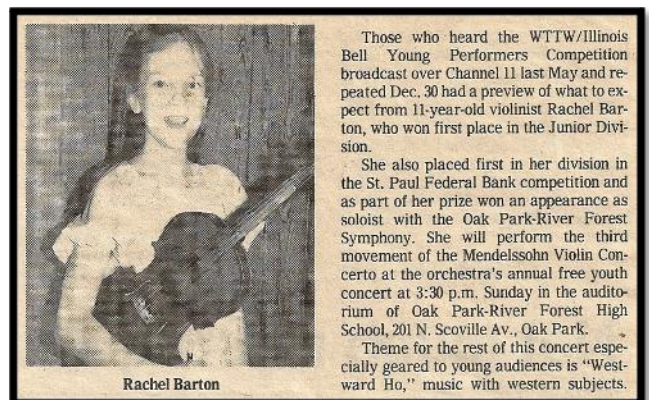 Those who heard the WTTW/Illinois
Bell Young Performers Competition
broadcast over Channel 11 last May and re-
peated Dec. 30 had a preview of what to ex-
pect from 11-year-old violinist Rachel Bar-
ton, who won first place in the Junior Divi-
sion.
She also placed first in her division in
the St. Paul Federal Bank competition and
as part of her prize won an appearance as
soloist with the Oak Park-River Forest
Symphony. She will perform the third
movement of the Mendelssohn Violin Con-
certo at the orchestra's annual free youth
concert at 3:30 p.m. Sunday in the audito-
rium of Oak Park-River Forest High
School, 201 N. Scoville Av., Oak Park.
Theme for the rest of this concert espe-
cially geared to young audiences is "West-
ward Ho," music with western subjects.
Rachel Barton